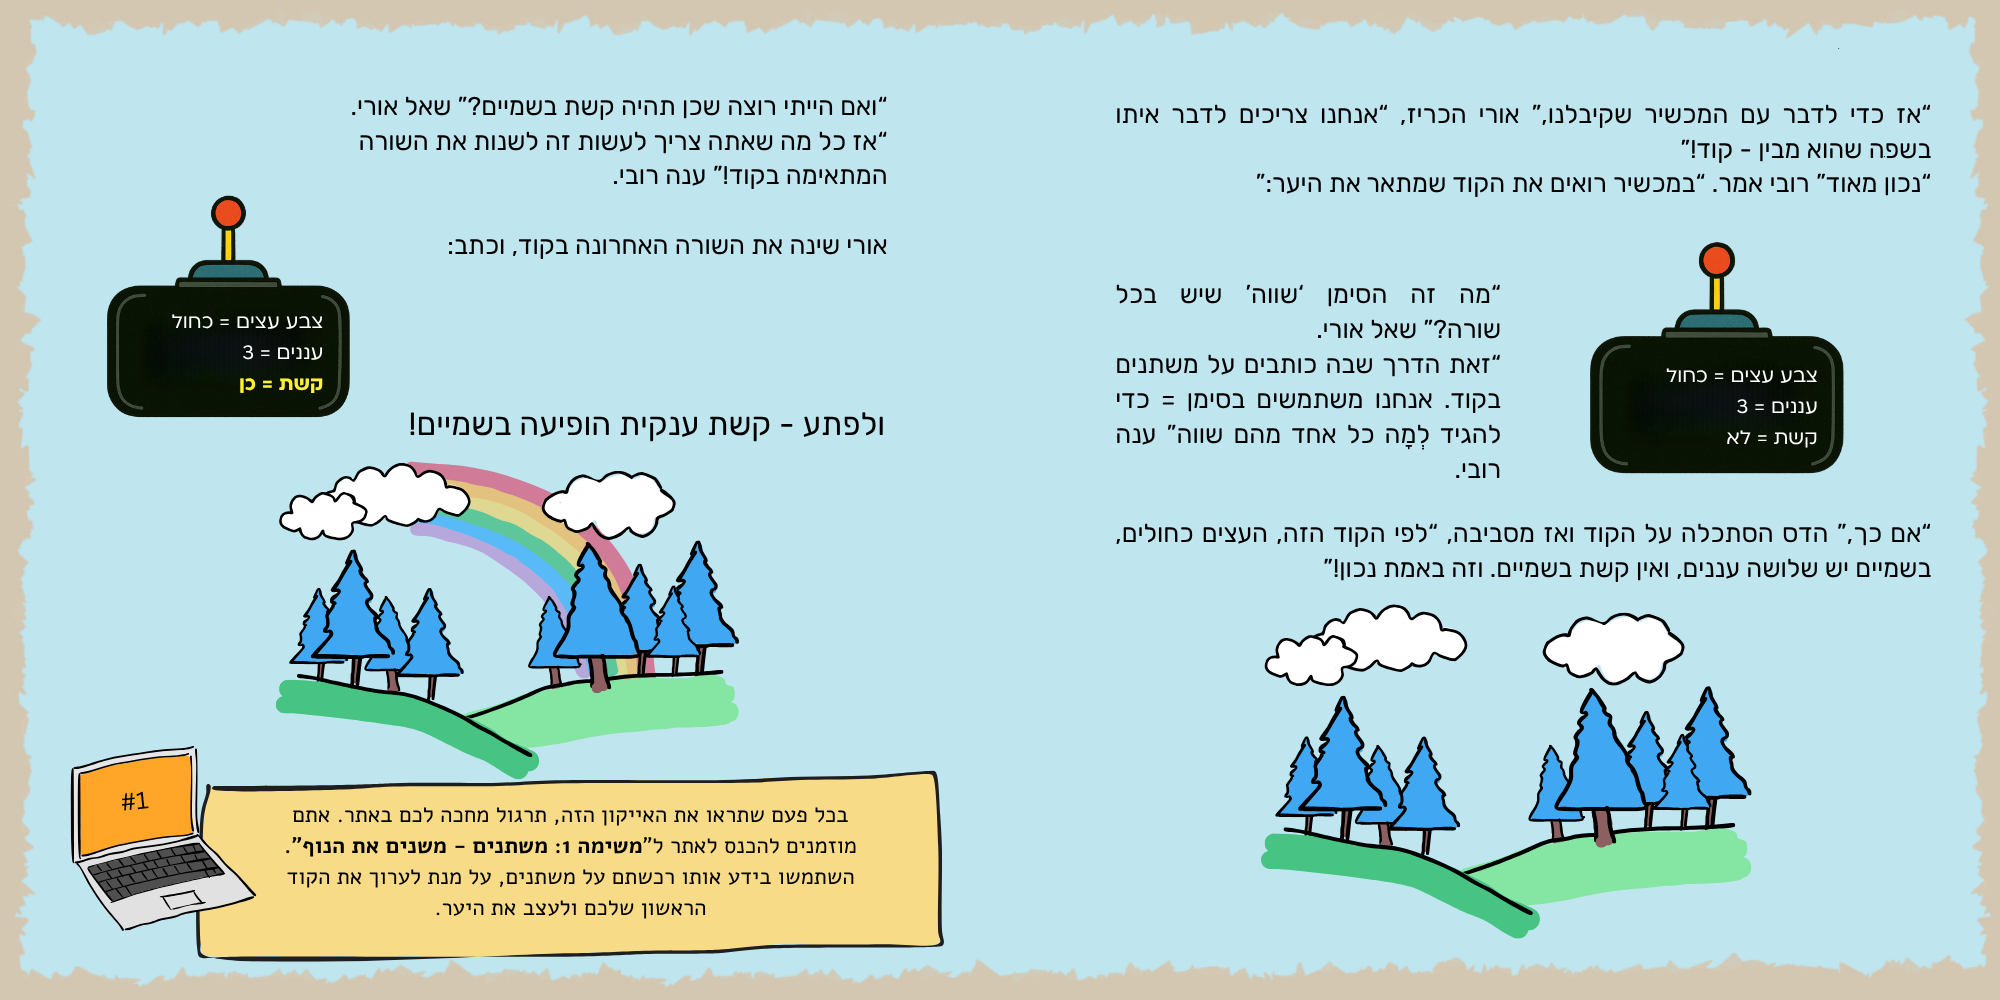 “אז כדי לדבר עם המכשיר שקיבלנו,” אורי הכריז, “אנחנו צריכים לדבר איתו
בשפה שהוא מבין - קוד!”
“נכון מאוד” רובי אמר. “במכשיר רואים את הקוד שמתאר את היער:”
צבע עצים = כחול
עננים = 3
קשת = לא
“מה זה הסימן ‘שווה’ שיש בכל
שורה?” שאל אורי.
“זאת הדרך שבה כותבים על משתנים
בקוד. אנחנו משתמשים בסימן = כדי
להגיד לְמָה כל אחד מהם שווה” ענה
רובי.
“אם כך,” הדס הסתכלה על הקוד ואז מסביבה, “לפי הקוד הזה, העצים כחולים,
בשמיים יש שלושה עננים, ואין קשת בשמיים. וזה באמת נכון!”
“ואם הייתי רוצה שכן תהיה קשת בשמיים?” שאל אורי.
“אז כל מה שאתה צריך לעשות זה לשנות את השורה
המתאימה בקוד!” ענה רובי.
אורי שינה את השורה האחרונה בקוד, וכתב:
צבע עצים = כחול
עננים = 3
קשת = כן
ולפתע - קשת ענקית הופיעה בשמיים!
#1
בכל פעם שתראו את האייקון הזה, תרגול מחכה לכם באתר. אתם
מוזמנים להכנס לאתר ל”משימה 1: משתנים - משנים את הנוף”.
השתמשו בידע אותו רכשתם על משתנים, על מנת לערוך את הקוד
הראשון שלכם ולעצב את היער.